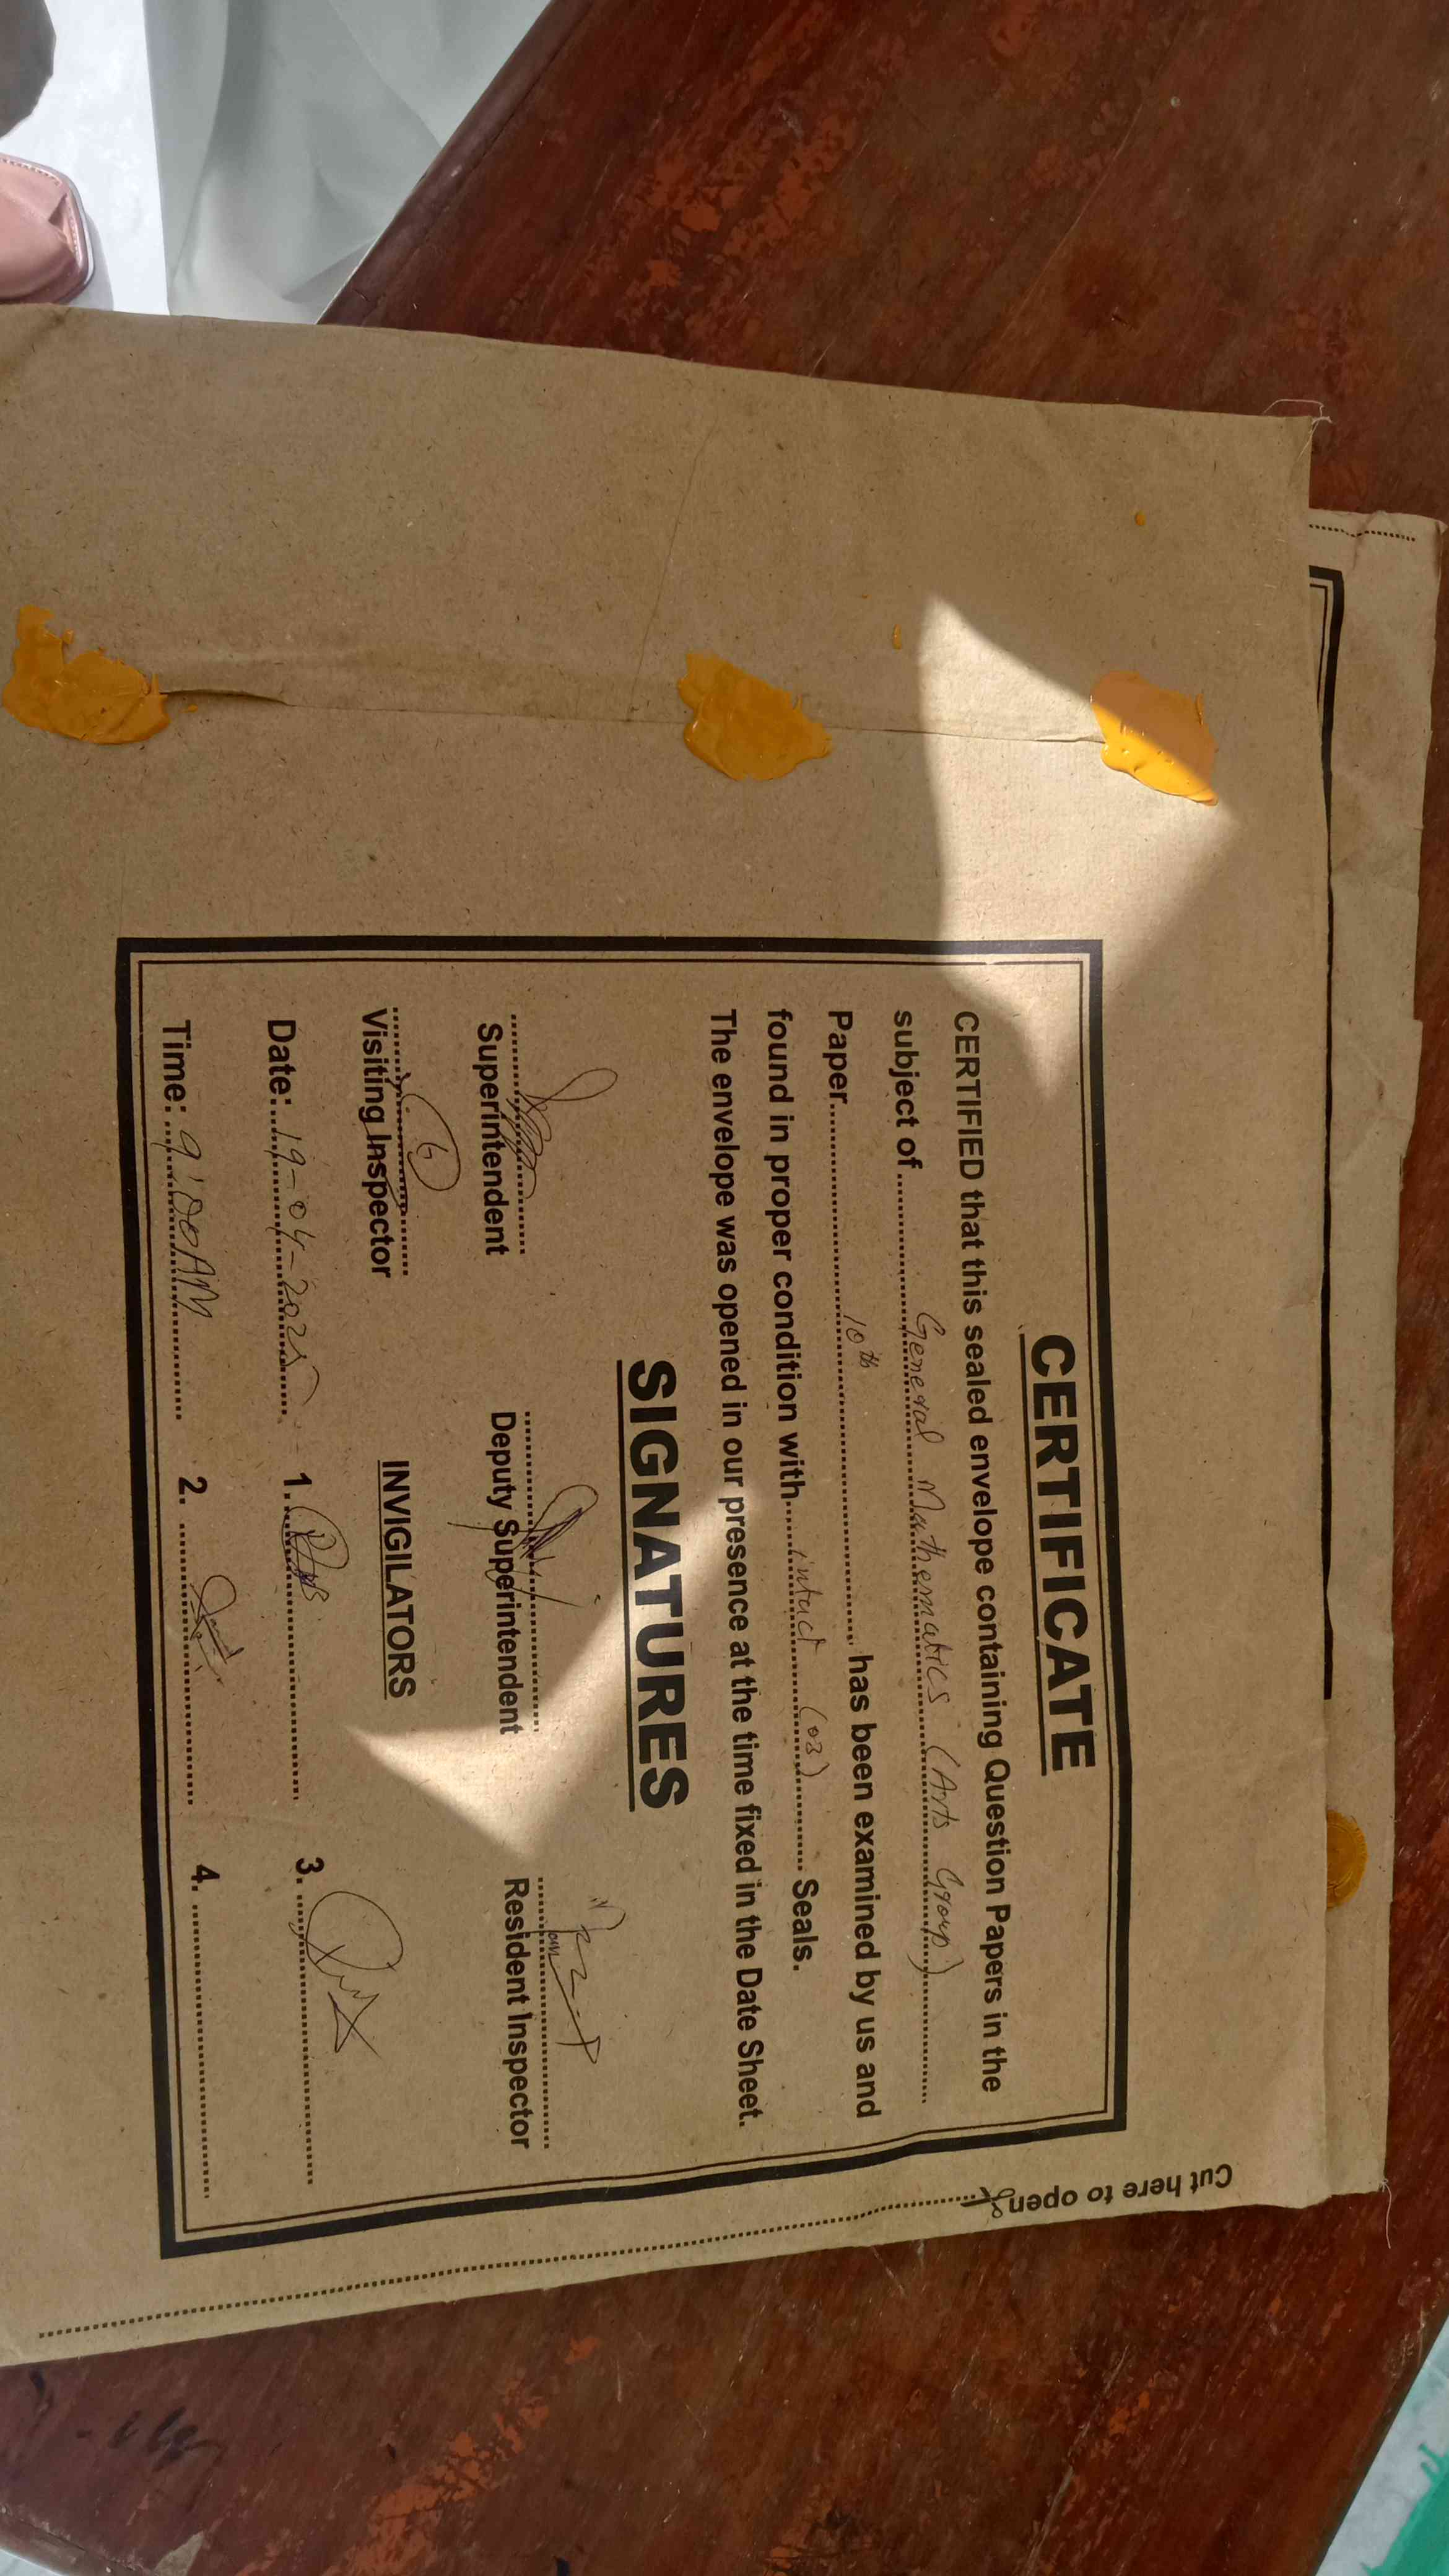 CERTIFICATE
CERTIFIED that this sealed envelope containing Question Papers in the
subject of General Mathematics (Arts Group)
Paper 10th has been examined by us and
found in proper condition with intact (03) Seals.
The envelope was opened in our presence at the time fixed in the Date Sheet.
SIGNATURES
Superintendent Deputy Superintendent Resident Inspector
Visiting Inspector INVIGILATORS
Date: 19-04-2025 1. 3.
Time: 9:00 AM 2. 4.
Cut here to open